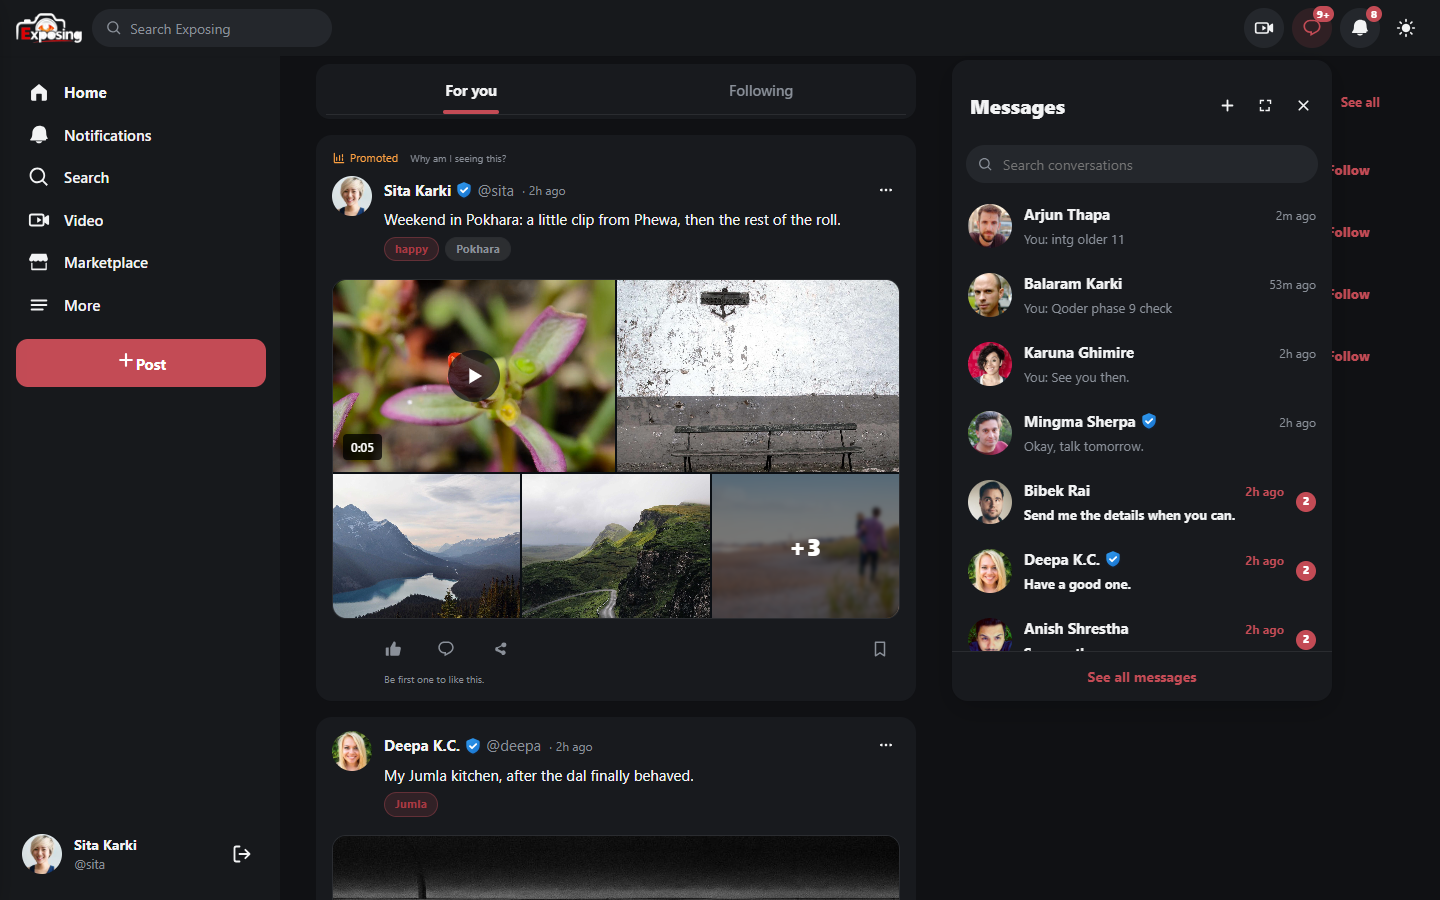 Exposing
Search Exposing
9+
8
Home
Notifications
Search
Video
Marketplace
More
Post
Sita Karki
@sita
For you
Following
Promoted Why am I seeing this?
Sita Karki @sita · 2h ago
Weekend in Pokhara: a little clip from Phewa, then the rest of the roll.
happy Pokhara
0:05
+3
Be first one to like this.
Deepa K.C. @deepa · 2h ago
My Jumla kitchen, after the dal finally behaved.
Jumla
Messages
Search conversations
Arjun Thapa 2m ago
You: intg older 11
Balaram Karki 53m ago
You: Qoder phase 9 check
Karuna Ghimire 2h ago
You: See you then.
Mingma Sherpa 2h ago
Okay, talk tomorrow.
Bibek Rai 2h ago 2
Send me the details when you can.
Deepa K.C. 2h ago 2
Have a good one.
Anish Shrestha 2h ago 2
See all messages
See all
Follow
Follow
Follow
Follow